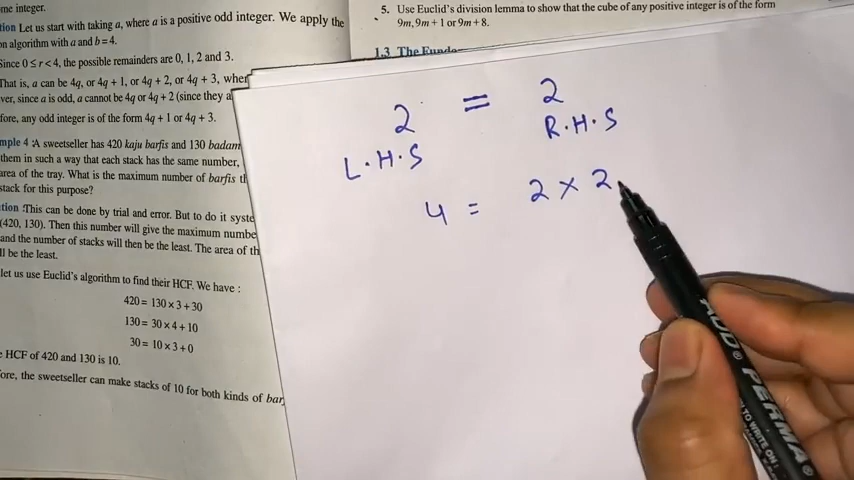 me integer.
tion Let us start with taking a, where a is a positive odd integer. We apply the
n algorithm with a and b = 4.
Since 0 ≤ r < 4, the possible remainders are 0, 1, 2 and 3.
That is, a can be 4q, or 4q + 1, or 4q + 2, or 4q + 3, wher
ver, since a is odd, a cannot be 4q or 4q + 2 (since they a
fore, any odd integer is of the form 4q + 1 or 4q + 3.
mple 4 : A sweetseller has 420 kaju barfis and 130 badam
them in such a way that each stack has the same number,
area of the tray. What is the maximum number of barfis th
stack for this purpose?
tion : This can be done by trial and error. But to do it syste
(420, 130). Then this number will give the maximum numbe
and the number of stacks will then be the least. The area of th
ll be the least.
let us use Euclid's algorithm to find their HCF. We have :
420 = 130 × 3 + 30
130 = 30 × 4 + 10
30 = 10 × 3 + 0
HCF of 420 and 130 is 10.
ore, the sweetseller can make stacks of 10 for both kinds of bar
5. Use Euclid's division lemma to show that the cube of any positive integer is of the form
9m, 9m + 1 or 9m + 8.
1.3 The Funda
2 = 2
L.H.S R.H.S
4 = 2 × 2